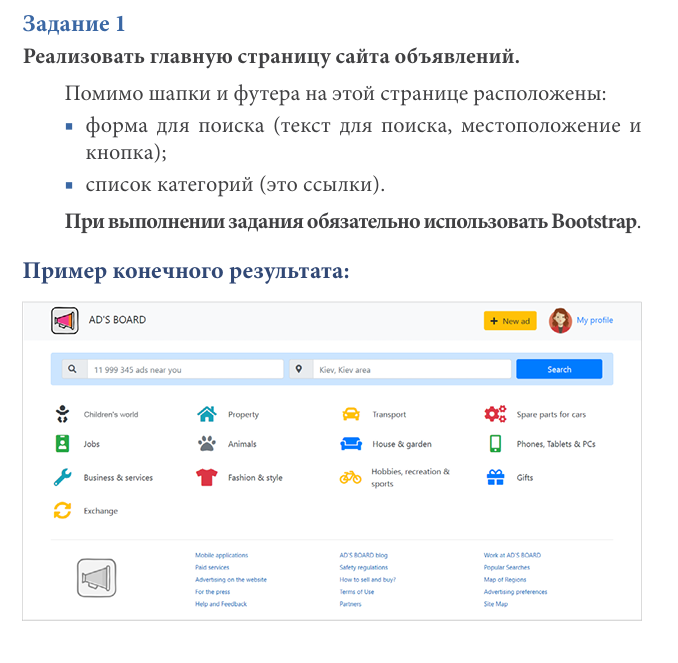 Задание 1
Реализовать главную страницу сайта объявлений.
Помимо шапки и футера на этой странице расположены:
форма для поиска (текст для поиска, местоположение и
кнопка);
список категорий (это ссылки).
При выполнении задания обязательно использовать Bootstrap.
Пример конечного результата:
AD'S BOARD
New ad
My profile
11 999 345 ads near you
Kiev, Kiev area
Search
Children's world
Property
Transport
Spare parts for cars
Jobs
Animals
House & garden
Phones, Tablets & PCs
Business & services
Fashion & style
Hobbies, recreation &
sports
Gifts
Exchange
Mobile applications
Paid services
Advertising on the website
For the press
Help and Feedback
AD'S BOARD blog
Safety regulations
How to sell and buy?
Terms of Use
Partners
Work at AD'S BOARD
Popular Searches
Map of Regions
Advertising preferences
Site Map